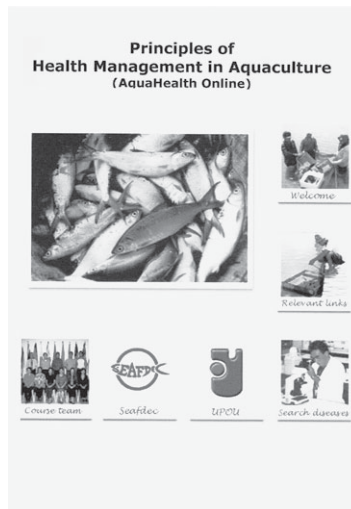 Principles of
Health Management in Aquaculture
(AquaHealth Online)
Welcome
Relevant links
SEAFDEC
Course team
Seafdec
UPOU
Search diseases